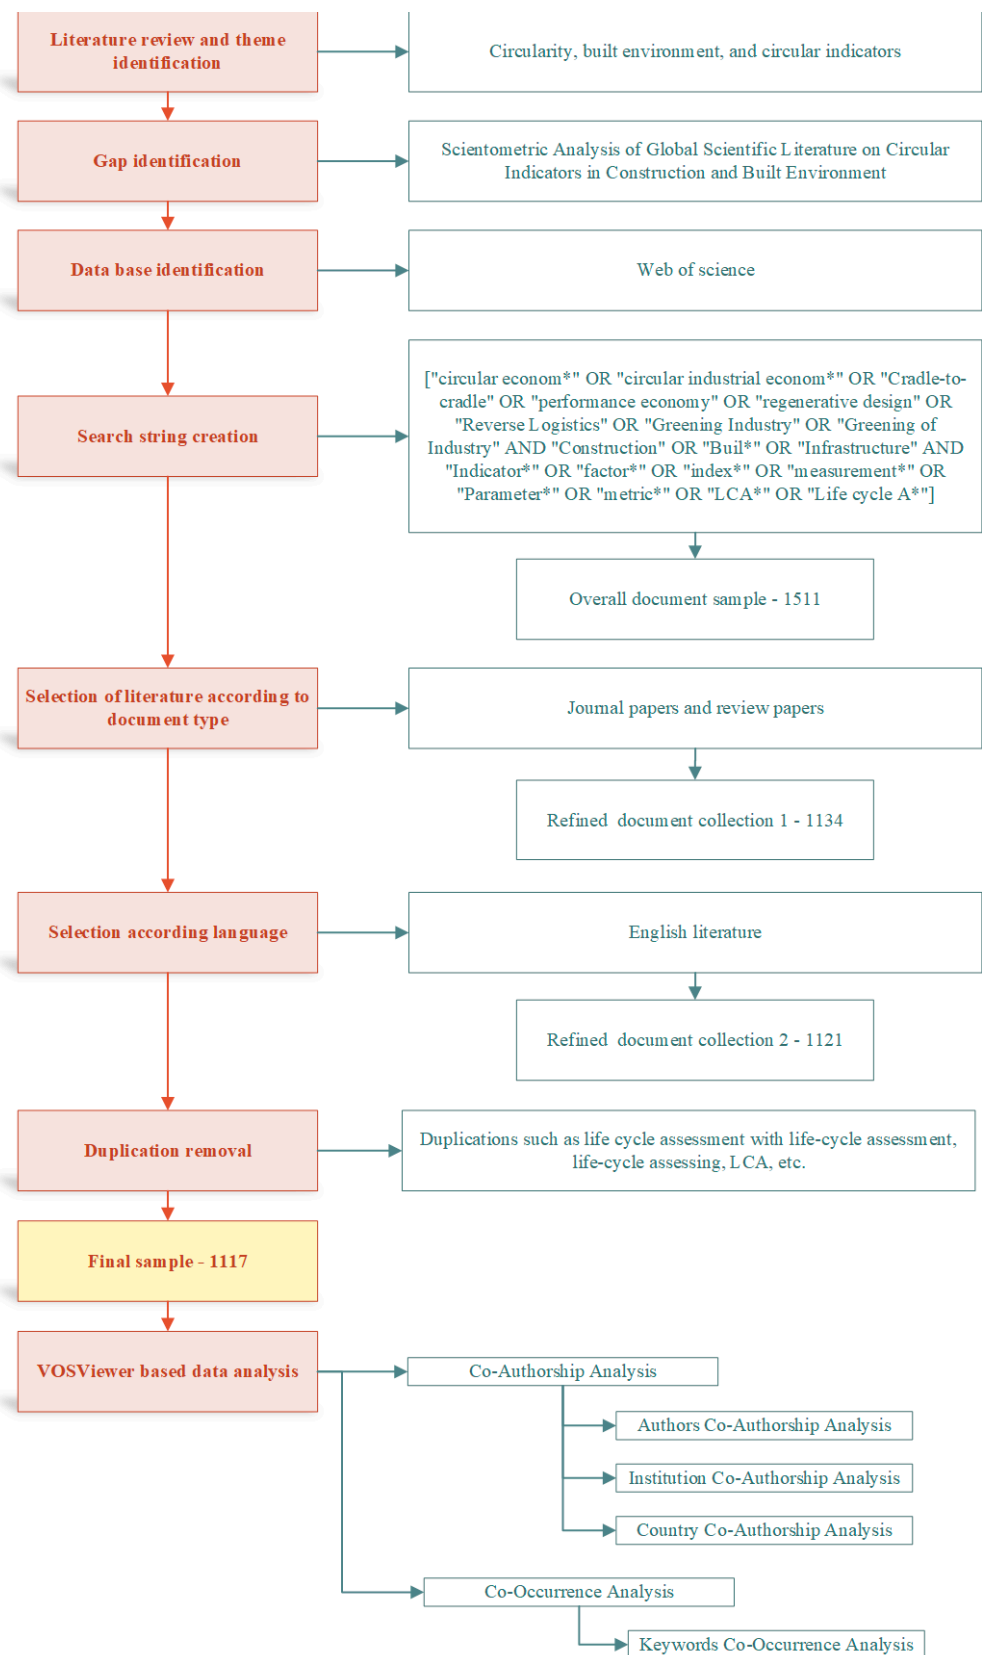 Literature review and theme
identification
Circularity, built environment, and circular indicators
Gap identification
Scientometric Analysis of Global Scientific Literature on Circular
Indicators in Construction and Built Environment
Data base identification
Web of science
Search string creation
["circular econom*" OR "circular industrial econom*" OR "Cradle-to-
cradle" OR "performance economy" OR "regenerative design" OR
"Reverse Logistics" OR "Greening Industry" OR "Greening of
Industry" AND "Construction" OR "Buil*" OR "Infrastructure" AND
"Indicator*" OR "factor*" OR "index*" OR "measurement*" OR
"Parameter*" OR "metric*" OR "LCA*" OR "Life cycle A*"]
Overall document sample - 1511
Selection of literature according to
document type
Journal papers and review papers
Refined document collection 1 - 1134
Selection according language
English literature
Refined document collection 2 - 1121
Duplication removal
Duplications such as life cycle assessment with life-cycle assessment,
life-cycle assessing, LCA, etc.
Final sample - 1117
VOSViewer based data analysis
Co-Authorship Analysis
Authors Co-Authorship Analysis
Institution Co-Authorship Analysis
Country Co-Authorship Analysis
Co-Occurrence Analysis
Keywords Co-Occurrence Analysis